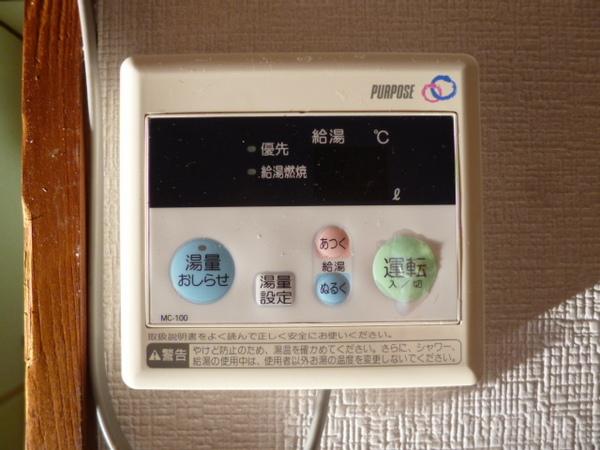 PURPOSE
給湯 ℃
優先
給湯燃焼
ℓ
湯量
おしらせ
湯量
設定
あつく
給湯
ぬるく
運転
入/切
MC-100
取扱説明書をよく読んで正しく安全にお使いください。
警告 やけど防止のため、湯温を確かめてください。さらに、シャワー、
給湯の使用中は、使用者以外お湯の温度を変更しないでください。